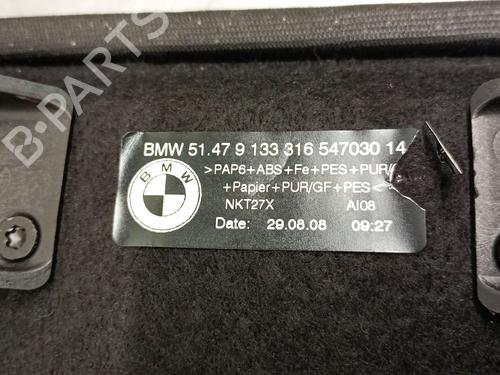 BMW 51.47 9 133 316 547030 14
>PAP6+ABS+Fe+PES+PUR/
+Papier+PUR/GF+PES<
NKT27X AI08
Date: 29.08.08 09:27
BMW
B-PARTS